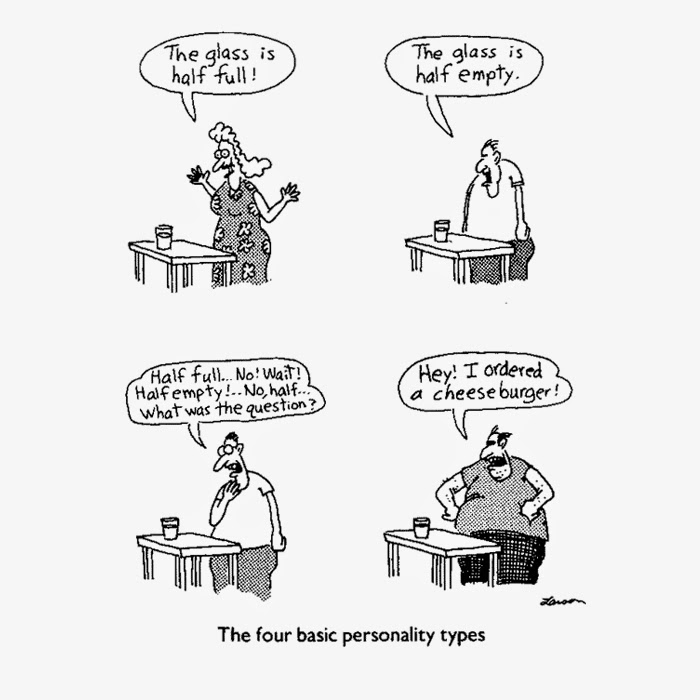 The glass is
half full!
The glass is
half empty.
Half full... No! Wait!
Half empty!.. No, half...
What was the question?
Hey! I ordered
a cheeseburger!
Larson
The four basic personality types